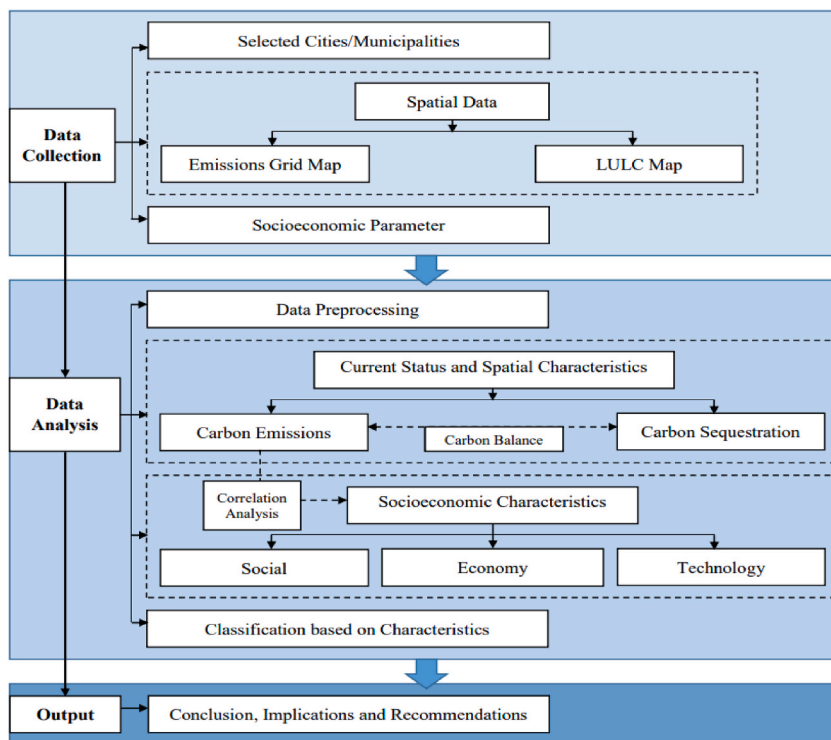 Selected Cities/Municipalities
Spatial Data
Data
Collection
Emissions Grid Map
LULC Map
Socioeconomic Parameter
Data Preprocessing
Current Status and Spatial Characteristics
Data
Analysis
Carbon Emissions
Carbon Balance
Carbon Sequestration
Correlation
Analysis
Socioeconomic Characteristics
Social
Economy
Technology
Classification based on Characteristics
Output
Conclusion, Implications and Recommendations